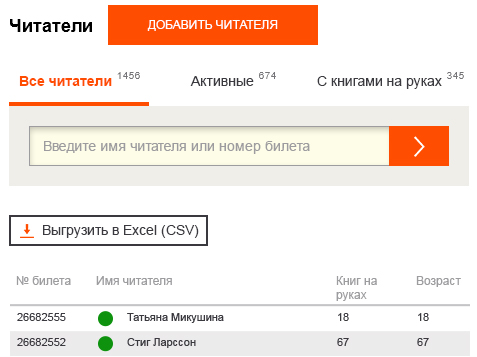 Читатели
ДОБАВИТЬ ЧИТАТЕЛЯ
Все читатели 1456
Активные 674
С книгами на руках 345
Введите имя читателя или номер билета
Выгрузить в Excel (CSV)
№ билета Имя читателя Книг на руках Возраст
26682555 Татьяна Микушина 18 18
26682552 Стиг Ларссон 67 67